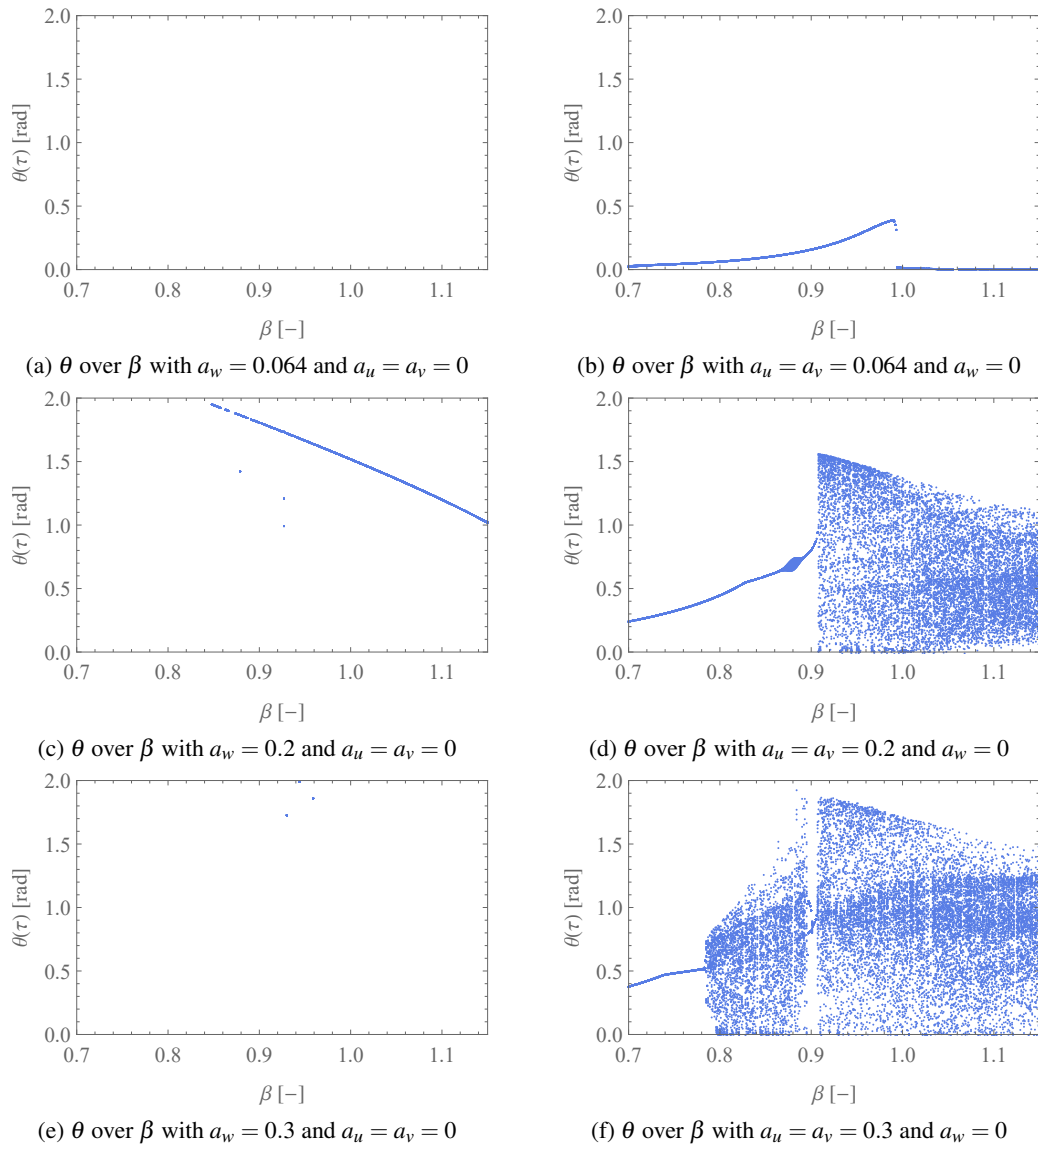 2.0
1.5
1.0
0.5
0.0
θ(τ) [rad]
0.7 0.8 0.9 1.0 1.1
β [−]
(a) θ over β with a_w = 0.064 and a_u = a_v = 0
2.0
1.5
1.0
0.5
0.0
θ(τ) [rad]
0.7 0.8 0.9 1.0 1.1
β [−]
(b) θ over β with a_u = a_v = 0.064 and a_w = 0
2.0
1.5
1.0
0.5
0.0
θ(τ) [rad]
0.7 0.8 0.9 1.0 1.1
β [−]
(c) θ over β with a_w = 0.2 and a_u = a_v = 0
2.0
1.5
1.0
0.5
0.0
θ(τ) [rad]
0.7 0.8 0.9 1.0 1.1
β [−]
(d) θ over β with a_u = a_v = 0.2 and a_w = 0
2.0
1.5
1.0
0.5
0.0
θ(τ) [rad]
0.7 0.8 0.9 1.0 1.1
β [−]
(e) θ over β with a_w = 0.3 and a_u = a_v = 0
2.0
1.5
1.0
0.5
0.0
θ(τ) [rad]
0.7 0.8 0.9 1.0 1.1
β [−]
(f) θ over β with a_u = a_v = 0.3 and a_w = 0